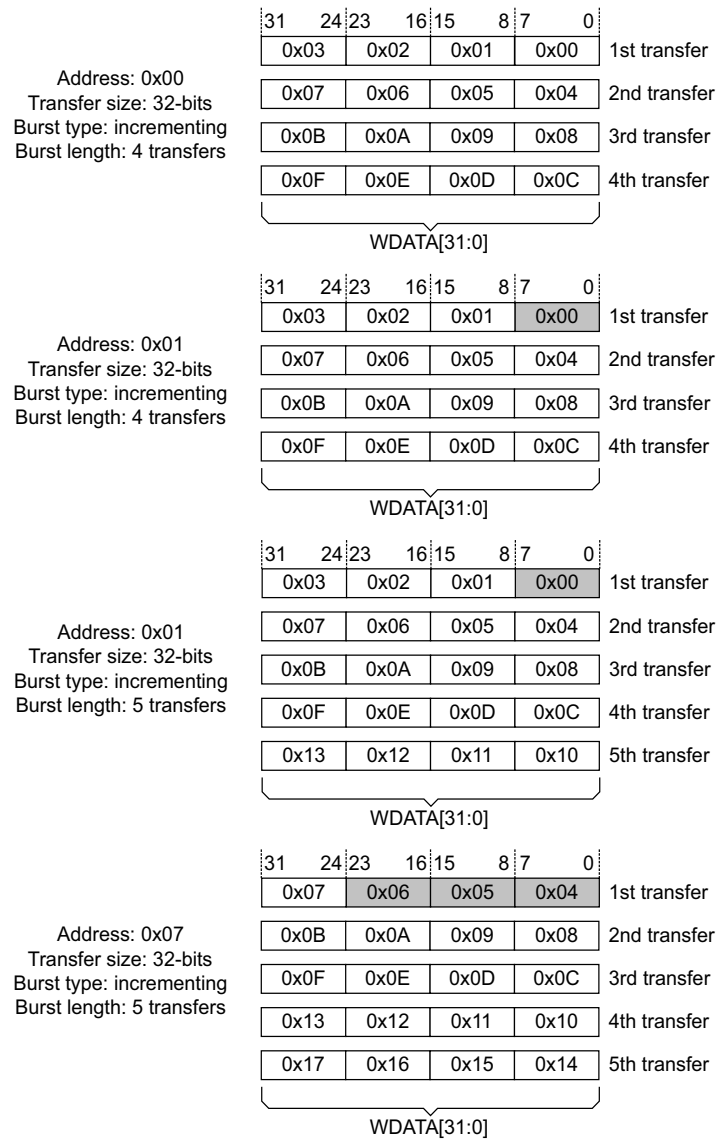 31 24 23 16 15 8 7 0
Address: 0x00
Transfer size: 32-bits
Burst type: incrementing
Burst length: 4 transfers
0x03 0x02 0x01 0x00 1st transfer
0x07 0x06 0x05 0x04 2nd transfer
0x0B 0x0A 0x09 0x08 3rd transfer
0x0F 0x0E 0x0D 0x0C 4th transfer
WDATA[31:0]
31 24 23 16 15 8 7 0
Address: 0x01
Transfer size: 32-bits
Burst type: incrementing
Burst length: 4 transfers
0x03 0x02 0x01 0x00 1st transfer
0x07 0x06 0x05 0x04 2nd transfer
0x0B 0x0A 0x09 0x08 3rd transfer
0x0F 0x0E 0x0D 0x0C 4th transfer
WDATA[31:0]
31 24 23 16 15 8 7 0
Address: 0x01
Transfer size: 32-bits
Burst type: incrementing
Burst length: 5 transfers
0x03 0x02 0x01 0x00 1st transfer
0x07 0x06 0x05 0x04 2nd transfer
0x0B 0x0A 0x09 0x08 3rd transfer
0x0F 0x0E 0x0D 0x0C 4th transfer
0x13 0x12 0x11 0x10 5th transfer
WDATA[31:0]
31 24 23 16 15 8 7 0
Address: 0x07
Transfer size: 32-bits
Burst type: incrementing
Burst length: 5 transfers
0x07 0x06 0x05 0x04 1st transfer
0x0B 0x0A 0x09 0x08 2nd transfer
0x0F 0x0E 0x0D 0x0C 3rd transfer
0x13 0x12 0x11 0x10 4th transfer
0x17 0x16 0x15 0x14 5th transfer
WDATA[31:0]